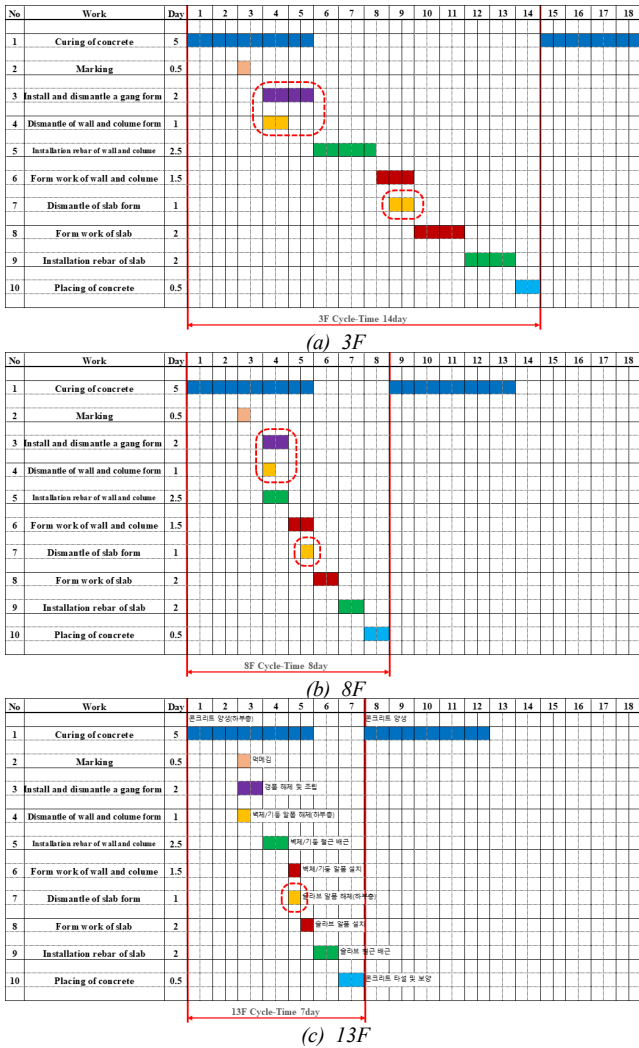 No Work Day 1 2 3 4 5 6 7 8 9 10 11 12 13 14 15 16 17 18
1 Curing of concrete 5
2 Marking 0.5
3 Install and dismantle a gang form 2
4 Dismantle of wall and colume form 1
5 Installation rebar of wall and colume 2.5
6 Form work of wall and colume 1.5
7 Dismantle of slab form 1
8 Form work of slab 2
9 Installation rebar of slab 2
10 Placing of concrete 0.5
3F Cycle-Time 14day
(a) 3F
No Work Day 1 2 3 4 5 6 7 8 9 10 11 12 13 14 15 16 17 18
1 Curing of concrete 5
2 Marking 0.5
3 Install and dismantle a gang form 2
4 Dismantle of wall and colume form 1
5 Installation rebar of wall and colume 2.5
6 Form work of wall and colume 1.5
7 Dismantle of slab form 1
8 Form work of slab 2
9 Installation rebar of slab 2
10 Placing of concrete 0.5
8F Cycle-Time 8day
(b) 8F
No Work Day 1 2 3 4 5 6 7 8 9 10 11 12 13 14 15 16 17 18
콘크리트 양생(하부층) 콘크리트 양생
1 Curing of concrete 5
2 Marking 0.5 먹메김
3 Install and dismantle a gang form 2 갱폼 해체 및 조립
4 Dismantle of wall and colume form 1 벽체/기둥 알폼 해체(하부층)
5 Installation rebar of wall and colume 2.5 벽체/기둥 철근 배근
6 Form work of wall and colume 1.5 벽체/기둥 알폼 설치
7 Dismantle of slab form 1 슬라브 알폼 해체(하부층)
8 Form work of slab 2 슬라브 알폼 설치
9 Installation rebar of slab 2 슬라브 철근 배근
10 Placing of concrete 0.5 콘크리트 타설 및 보양
13F Cycle-Time 7day
(c) 13F